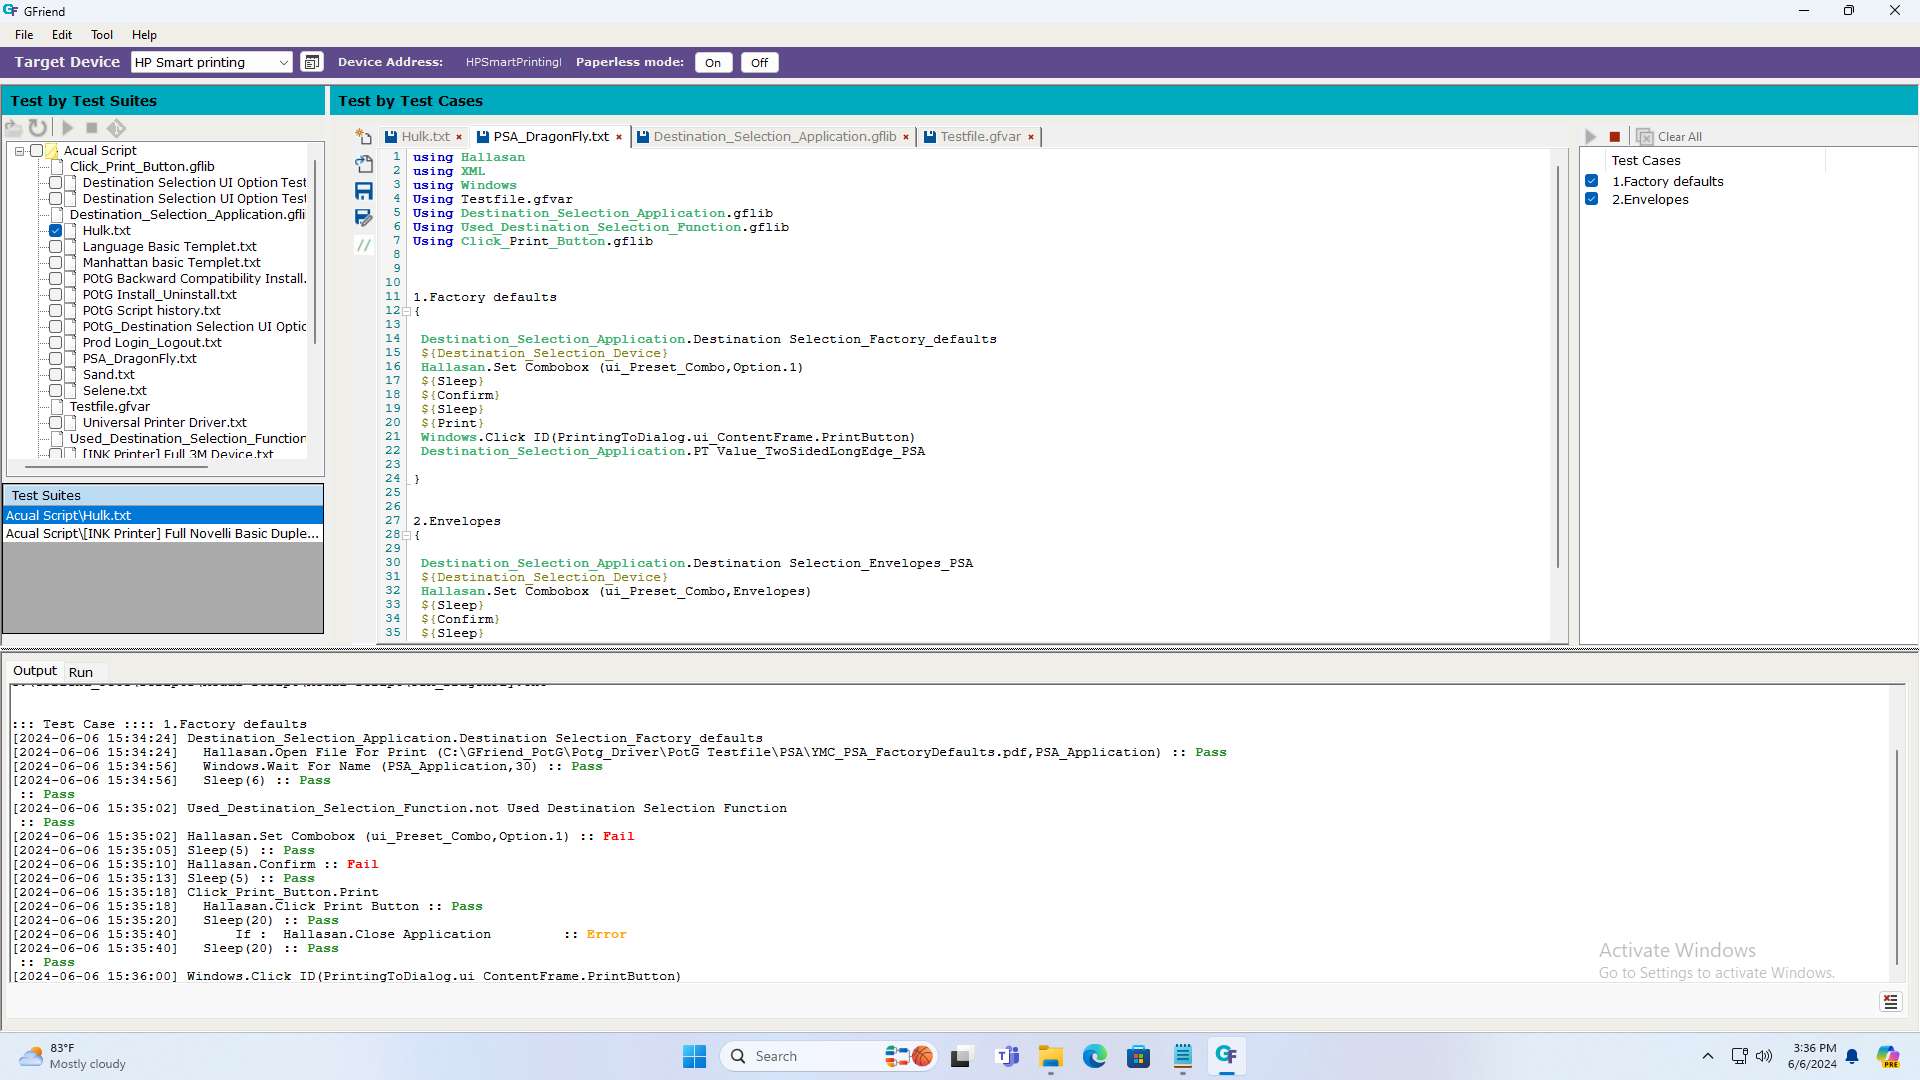 GFriend
File Edit Tool Help
Target Device HP Smart printing Device Address: HPSmartPrintingI Paperless mode: On Off
Test by Test Suites
Acual Script
Click_Print_Button.gflib
Destination Selection UI Option Test
Destination Selection UI Option Test
Destination_Selection_Application.gfli
Hulk.txt
Language Basic Templet.txt
Manhattan basic Templet.txt
POtG Backward Compatibility Install.
POtG Install_Uninstall.txt
POtG Script history.txt
POtG_Destination Selection UI Optic
Prod Login_Logout.txt
PSA_DragonFly.txt
Sand.txt
Selene.txt
Testfile.gfvar
Universal Printer Driver.txt
Used_Destination_Selection_Function
[INK Printer] Full 3M Device.txt
Test Suites
Acual Script\Hulk.txt
Acual Script\[INK Printer] Full Novelli Basic Duple...
Test by Test Cases
Hulk.txt PSA_DragonFly.txt Destination_Selection_Application.gflib Testfile.gfvar
1 using Hallasan
2 using XML
3 using Windows
4 Using Testfile.gfvar
5 Using Destination_Selection_Application.gflib
6 Using Used_Destination_Selection_Function.gflib
7 Using Click_Print_Button.gflib
8
9
10
11 1.Factory defaults
12 {
13
14 Destination_Selection_Application.Destination Selection_Factory_defaults
15 ${Destination_Selection_Device}
16 Hallasan.Set Combobox (ui_Preset_Combo,Option.1)
17 ${Sleep}
18 ${Confirm}
19 ${Sleep}
20 ${Print}
21 Windows.Click ID(PrintingToDialog.ui_ContentFrame.PrintButton)
22 Destination_Selection_Application.PT Value_TwoSidedLongEdge_PSA
23
24 }
25
26
27 2.Envelopes
28 {
29
30 Destination_Selection_Application.Destination Selection_Envelopes_PSA
31 ${Destination_Selection_Device}
32 Hallasan.Set Combobox (ui_Preset_Combo,Envelopes)
33 ${Sleep}
34 ${Confirm}
35 ${Sleep}
Clear All
Test Cases
1.Factory defaults
2.Envelopes
Output Run
::: Test Case :::: 1.Factory defaults
[2024-06-06 15:34:24] Destination_Selection_Application.Destination Selection_Factory_defaults
[2024-06-06 15:34:24] Hallasan.Open File For Print (C:\GFriend_PotG\Potg_Driver\PotG Testfile\PSA\YMC_PSA_FactoryDefaults.pdf,PSA_Application) :: Pass
[2024-06-06 15:34:56] Windows.Wait For Name (PSA_Application,30) :: Pass
[2024-06-06 15:34:56] Sleep(6) :: Pass
:: Pass
[2024-06-06 15:35:02] Used_Destination_Selection_Function.not Used Destination Selection Function
:: Pass
[2024-06-06 15:35:02] Hallasan.Set Combobox (ui_Preset_Combo,Option.1) :: Fail
[2024-06-06 15:35:05] Sleep(5) :: Pass
[2024-06-06 15:35:10] Hallasan.Confirm :: Fail
[2024-06-06 15:35:13] Sleep(5) :: Pass
[2024-06-06 15:35:18] Click_Print_Button.Print
[2024-06-06 15:35:18] Hallasan.Click Print Button :: Pass
[2024-06-06 15:35:20] Sleep(20) :: Pass
[2024-06-06 15:35:40] If : Hallasan.Close Application :: Error
[2024-06-06 15:35:40] Sleep(20) :: Pass
:: Pass
[2024-06-06 15:36:00] Windows.Click ID(PrintingToDialog.ui_ContentFrame.PrintButton)
Activate Windows
Go to Settings to activate Windows.
83°F
Mostly cloudy
Search
3:36 PM
6/6/2024